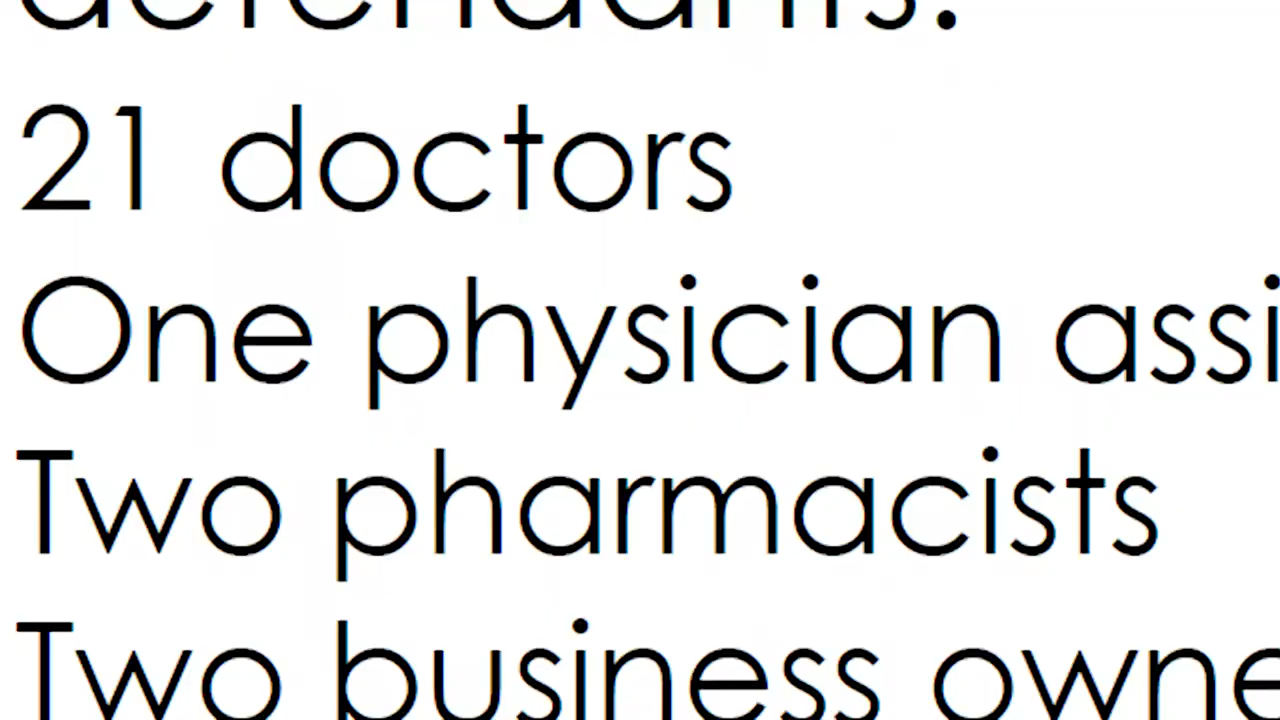 defendants:
21 doctors
One physician assi
Two pharmacists
Two business owne